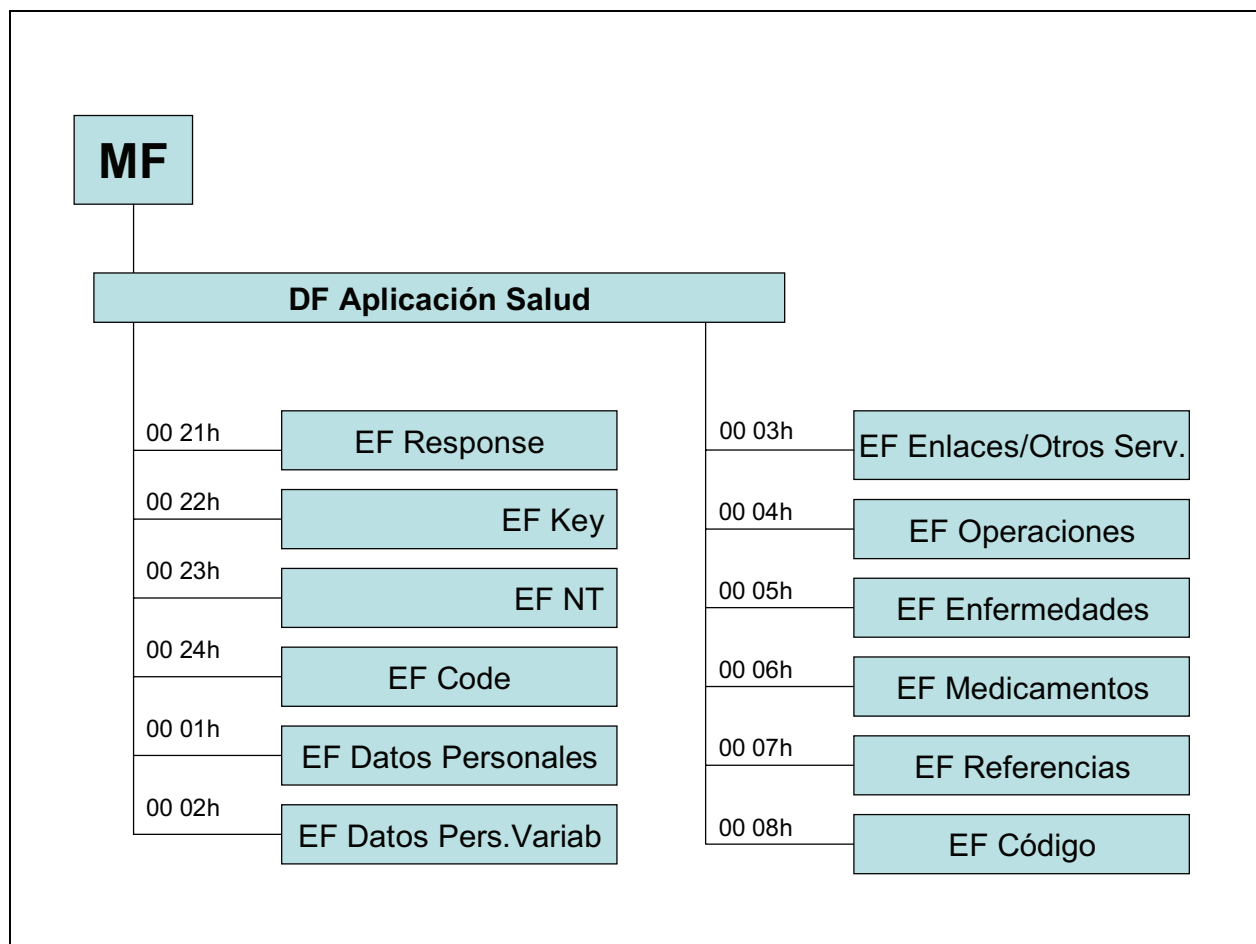 MF
DF Aplicación Salud
00 21h
EF Response
00 22h
EF Key
00 23h
EF NT
00 24h
EF Code
00 01h
EF Datos Personales
00 02h
EF Datos Pers.Variab
00 03h
EF Enlaces/Otros Serv.
00 04h
EF Operaciones
00 05h
EF Enfermedades
00 06h
EF Medicamentos
00 07h
EF Referencias
00 08h
EF Código